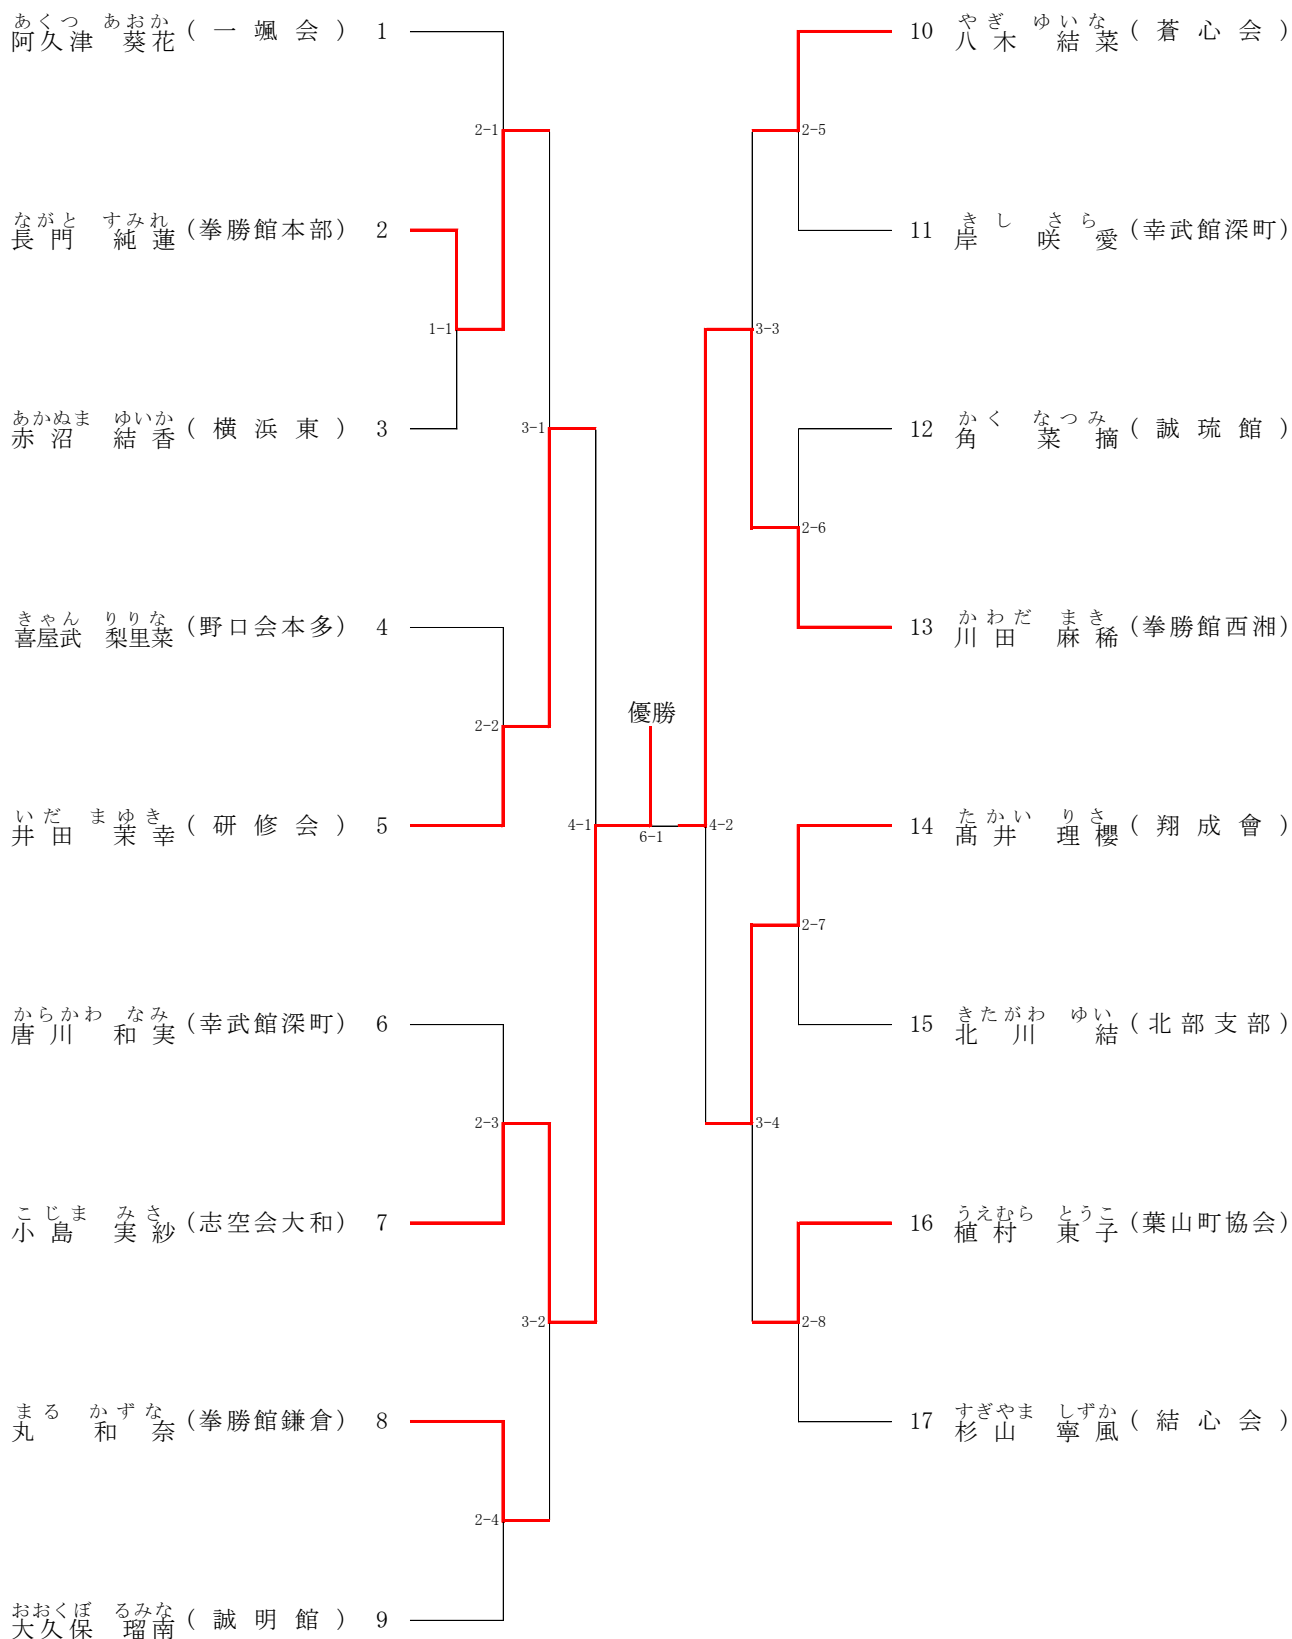 あくつ あおか
阿久津 葵花 (一颯会) 1
2-1
ながと すみれ
長門 純蓮 (拳勝館本部) 2
1-1
あかぬま ゆいか
赤沼 結香 (横浜東) 3
3-1
きゃん りりな
喜屋武 梨里菜 (野口会本多) 4
2-2
いだ まゆき
井田 茉幸 (研修会) 5
4-1
からかわ なみ
唐川 和実 (幸武館深町) 6
2-3
こじま みさ
小島 実紗 (志空会大和) 7
3-2
まる かずな
丸 和奈 (拳勝館鎌倉) 8
2-4
おおくぼ るみな
大久保 瑠南 (誠明館) 9
優勝
6-1
やぎ ゆいな
10 八木 結菜 (蒼心会)
2-5
きし さら
11 岸 咲愛 (幸武館深町)
3-3
かく なつみ
12 角 菜摘 (誠琉館)
2-6
かわだ まき
13 川田 麻稀 (拳勝館西湘)
4-2
たかい りさ
14 髙井 理櫻 (翔成會)
2-7
きたがわ ゆい
15 北川 結 (北部支部)
3-4
うえむら とうこ
16 植村 東子 (葉山町協会)
2-8
すぎやま しずか
17 杉山 寧風 (結心会)